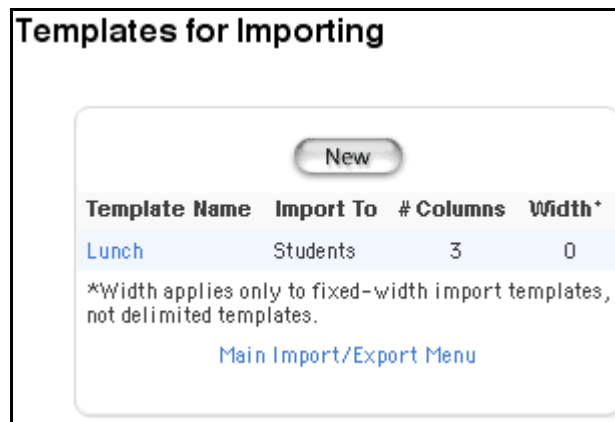 Templates for Importing
New
Template Name Import To # Columns Width*
Lunch Students 3 0
*Width applies only to fixed-width import templates,
not delimited templates.
Main Import/Export Menu